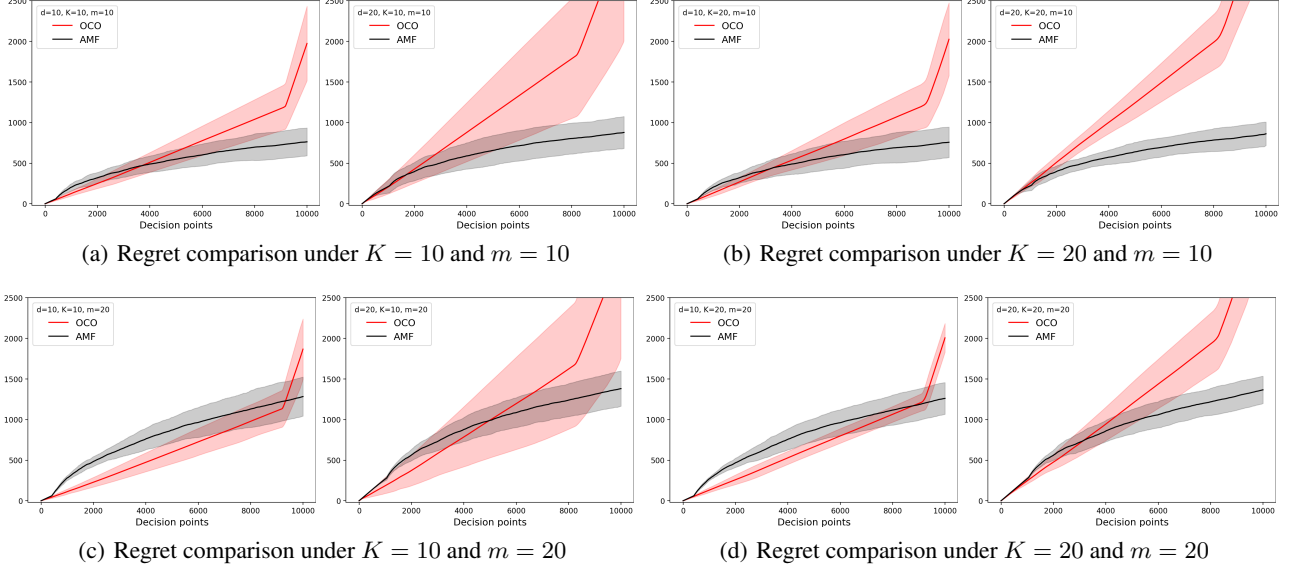 d=10, K=10, m=10
OCO
AMF
2500
2000
1500
1000
500
0
0 2000 4000 6000 8000 10000
Decision points
d=20, K=10, m=10
OCO
AMF
2500
2000
1500
1000
500
0
0 2000 4000 6000 8000 10000
Decision points
(a) Regret comparison under K = 10 and m = 10
d=10, K=20, m=10
OCO
AMF
2500
2000
1500
1000
500
0
0 2000 4000 6000 8000 10000
Decision points
d=20, K=20, m=10
OCO
AMF
2500
2000
1500
1000
500
0
0 2000 4000 6000 8000 10000
Decision points
(b) Regret comparison under K = 20 and m = 10
d=10, K=10, m=20
OCO
AMF
2500
2000
1500
1000
500
0
0 2000 4000 6000 8000 10000
Decision points
d=20, K=10, m=20
OCO
AMF
2500
2000
1500
1000
500
0
0 2000 4000 6000 8000 10000
Decision points
(c) Regret comparison under K = 10 and m = 20
d=10, K=20, m=20
OCO
AMF
2500
2000
1500
1000
500
0
0 2000 4000 6000 8000 10000
Decision points
d=20, K=20, m=20
OCO
AMF
2500
2000
1500
1000
500
0
0 2000 4000 6000 8000 10000
Decision points
(d) Regret comparison under K = 20 and m = 20